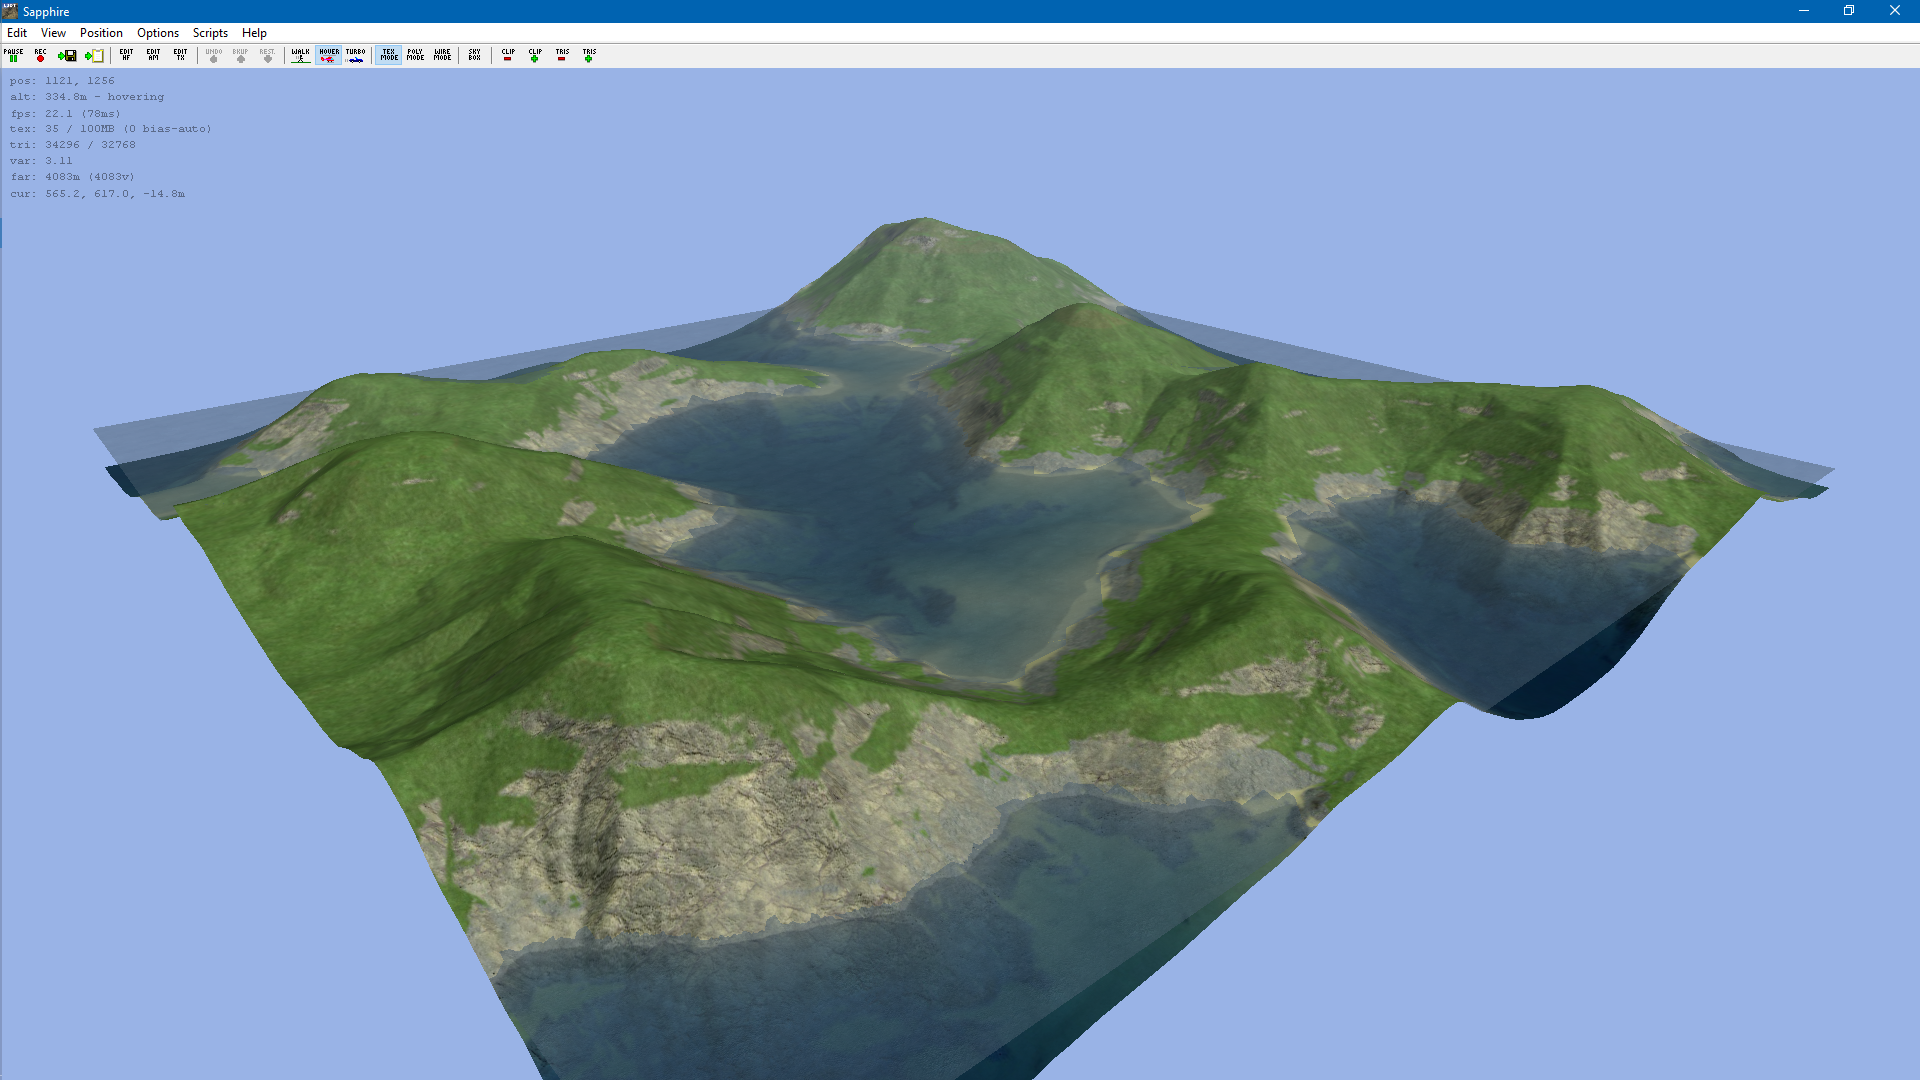 Sapphire
Edit View Position Options Scripts Help
PAUSE REC EDIT HF EDIT AM EDIT TX UNDO BKUP REST. WALK HOVER TURBO TEX MODE POLY MODE WIRE MODE SKY BOX CLIP CLIP TRIS TRIS
pos: 1121, 1256
alt: 334.8m - hovering
fps: 22.1 (78ms)
tex: 35 / 100MB (0 bias-auto)
tri: 34296 / 32768
var: 3.11
far: 4083m (4083v)
cur: 565.2, 617.0, -14.8m